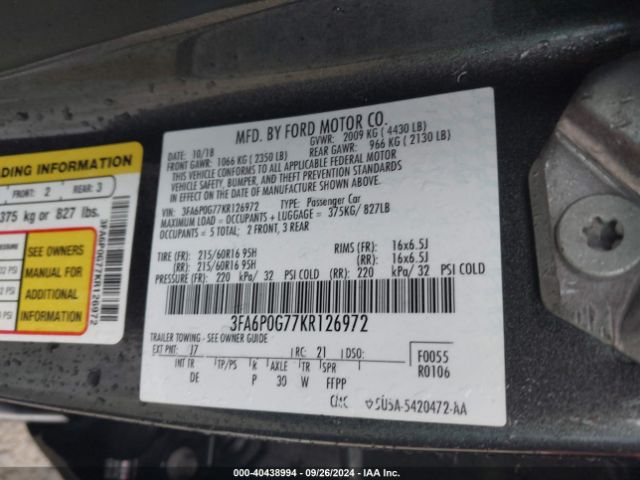 MFD. BY FORD MOTOR CO.
DATE: 10/18 GVWR: 2009 KG ( 4430 LB)
FRONT GAWR: 1066 KG ( 2350 LB) REAR GAWR: 966 KG ( 2130 LB)
THIS VEHICLE CONFORMS TO ALL APPLICABLE FEDERAL MOTOR
VEHICLE SAFETY, BUMPER, AND THEFT PREVENTION STANDARDS
IN EFFECT ON THE DATE OF MANUFACTURE SHOWN ABOVE.
VIN: 3FA6P0G77KR126972 TYPE: Passenger Car
MAXIMUM LOAD = OCCUPANTS + LUGGAGE = 375KG/ 827LB
OCCUPANTS = 5 TOTAL: 2 FRONT, 3 REAR
TIRE (FR): 215/60R16 95H RIMS (FR): 16x6.5J
(RR): 215/60R16 95H (RR): 16x6.5J
PRESSURE (FR): 220 kPa/ 32 PSI COLD (RR): 220 kPa/ 32 PSI COLD
3FA6P0G77KR126972
TRAILER TOWING - SEE OWNER GUIDE
EXT PNT: J7 RC: 21 DSO: F0055
INT TR TP/PS R AXLE TR SPR R0106
DE P 30 W FFPP
5U5A-5420472-AA
ADING INFORMATION
FRONT: 2 REAR: 3
375 kg or 827 lbs.
SEE OWNERS
MANUAL FOR
ADDITIONAL
INFORMATION
3FA6P0G77KR126972
000-40438994 - 09/26/2024 - IAA Inc.